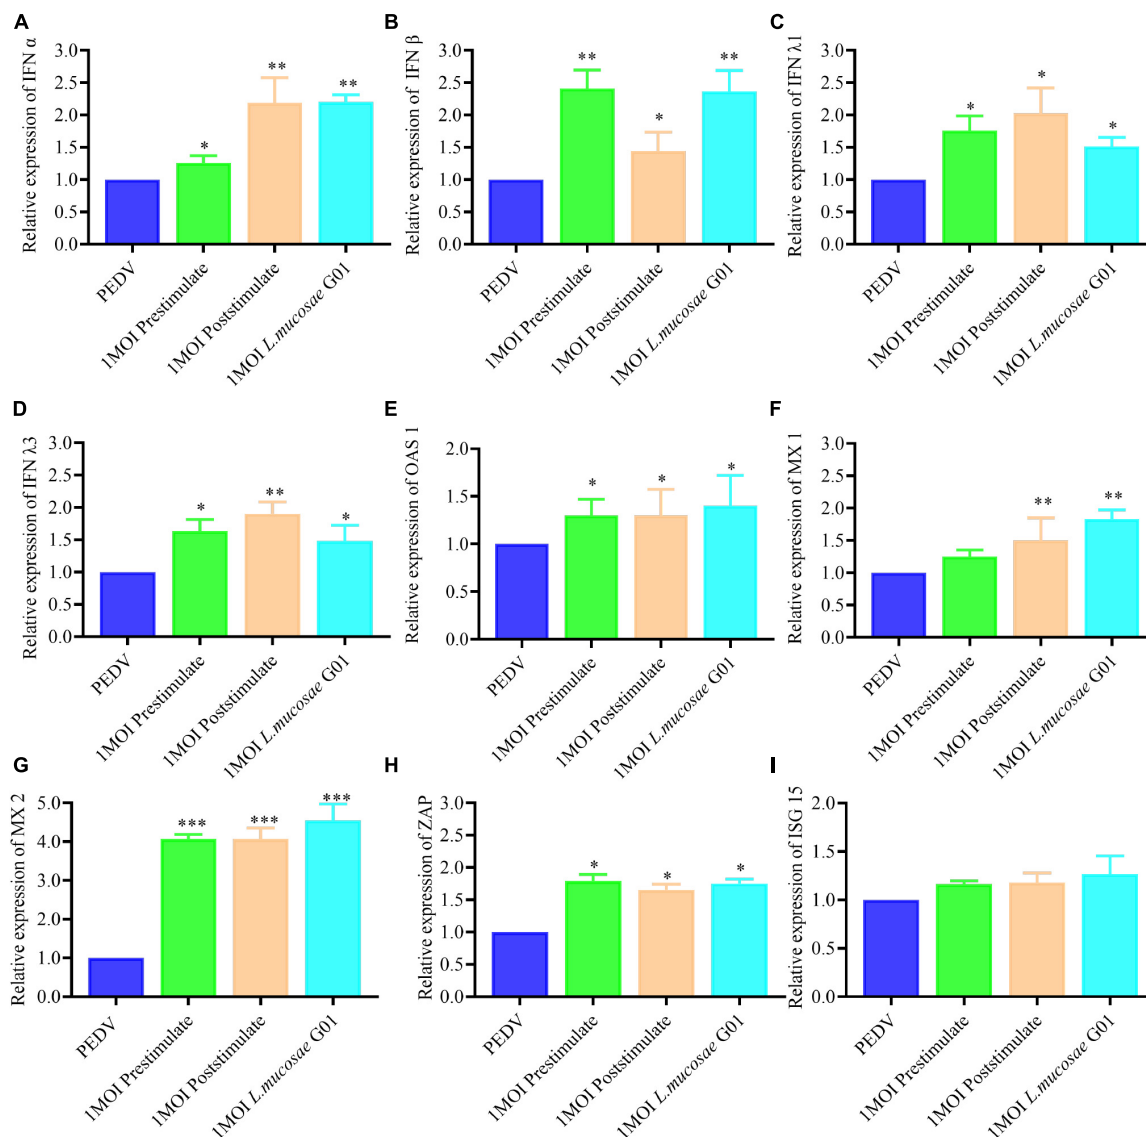 A
Relative expression of IFN α
3.0
2.5
2.0
1.5
1.0
0.5
0.0
*
**
**
PEDV
1MOI Prestimulate
1MOI Poststimulate
1MOI L.mucosae G01
B
Relative expression of IFN β
3.0
2.5
2.0
1.5
1.0
0.5
0.0
**
*
**
PEDV
1MOI Prestimulate
1MOI Poststimulate
1MOI L.mucosae G01
C
Relative expression of IFN λ1
3.0
2.5
2.0
1.5
1.0
0.5
0.0
*
*
*
PEDV
1MOI Prestimulate
1MOI Poststimulate
1MOI L.mucosae G01
D
Relative expression of IFN λ3
3.0
2.5
2.0
1.5
1.0
0.5
0.0
*
**
*
PEDV
1MOI Prestimulate
1MOI Poststimulate
1MOI L.mucosae G01
E
Relative expression of OAS 1
2.0
1.5
1.0
0.5
0.0
*
*
*
PEDV
1MOI Prestimulate
1MOI Poststimulate
1MOI L.mucosae G01
F
Relative expression of MX 1
3.0
2.5
2.0
1.5
1.0
0.5
0.0
**
**
PEDV
1MOI Prestimulate
1MOI Poststimulate
1MOI L.mucosae G01
G
Relative expression of MX 2
5.0
4.0
3.0
2.0
1.0
0.0
***
***
***
PEDV
1MOI Prestimulate
1MOI Poststimulate
1MOI L.mucosae G01
H
Relative expression of ZAP
3.0
2.5
2.0
1.5
1.0
0.5
0.0
*
*
*
PEDV
1MOI Prestimulate
1MOI Poststimulate
1MOI L.mucosae G01
I
Relative expression of ISG 15
2.0
1.5
1.0
0.5
0.0
PEDV
1MOI Prestimulate
1MOI Poststimulate
1MOI L.mucosae G01